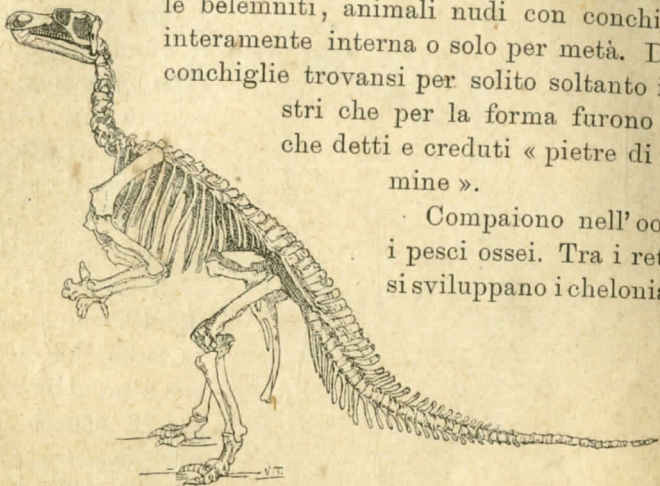 le belemniti, animali nudi con conchi
interamente interna o solo per metà. D
conchiglie trovansi per solito soltanto i
stri che per la forma furono
che detti e creduti « pietre di
mine ».
Compaiono nell' oo
i pesci ossei. Tra i ret
si sviluppano i chelonia
V.T.